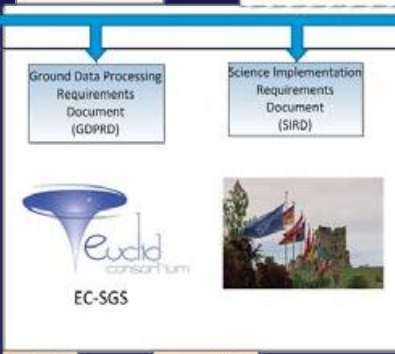 Ground Data Processing
Requirements
Document
(GDPRD)
Science Implementation
Requirements
Document
(SIRD)
euclid
consortium
EC-SGS